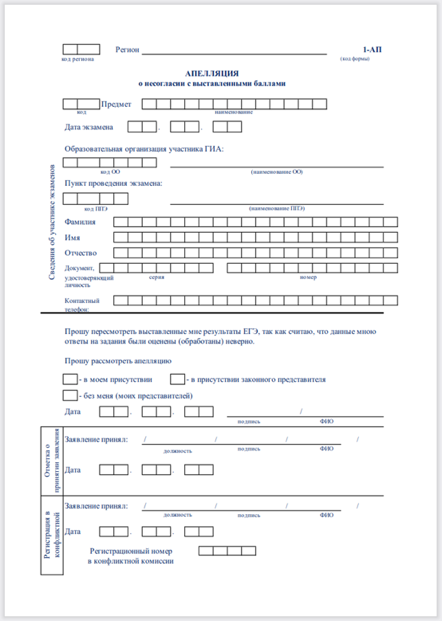 Регион 1-АП
код региона (код формы)
АПЕЛЛЯЦИЯ
о несогласии с выставленными баллами
Предмет
код наименование
Дата экзамена . .
Образовательная организация участника ГИА:
код ОО (наименование ОО)
Пункт проведения экзамена:
код ППЭ (наименование ППЭ)
Сведения об участнике экзаменов
Фамилия
Имя
Отчество
Документ,
удостоверяющий
личность
серия номер
Контактный
телефон:
Прошу пересмотреть выставленные мне результаты ЕГЭ, так как считаю, что данные мною
ответы на задания были оценены (обработаны) неверно.
Прошу рассмотреть апелляцию
- в моем присутствии - в присутствии законного представителя
- без меня (моих представителей)
Дата . . /
подпись ФИО
Отметка о
принятии заявления
Заявление принял: / / / /
должность подпись ФИО
Дата . .
Регистрация в
конфликтной
Заявление принял: / / / /
должность подпись ФИО
Дата . .
Регистрационный номер
в конфликтной комиссии